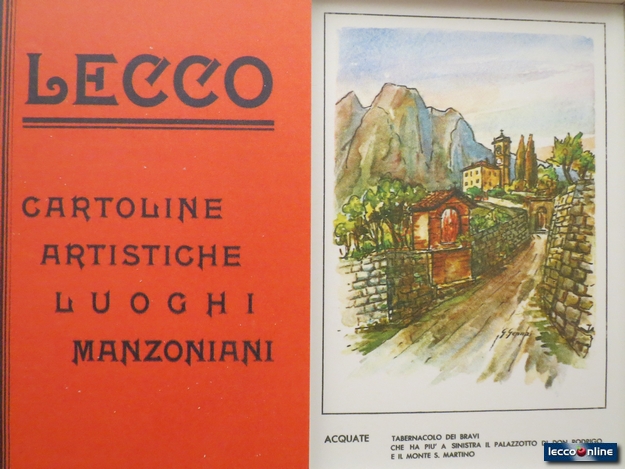 LECCO
CARTOLINE
ARTISTICHE
LUOGHI
MANZONIANI
ACQUATE
TABERNACOLO DEI BRAVI
CHE HA PIU' A SINISTRA IL PALAZZOTTO DI DON RODRIGO
E IL MONTE S. MARTINO
leccoonline